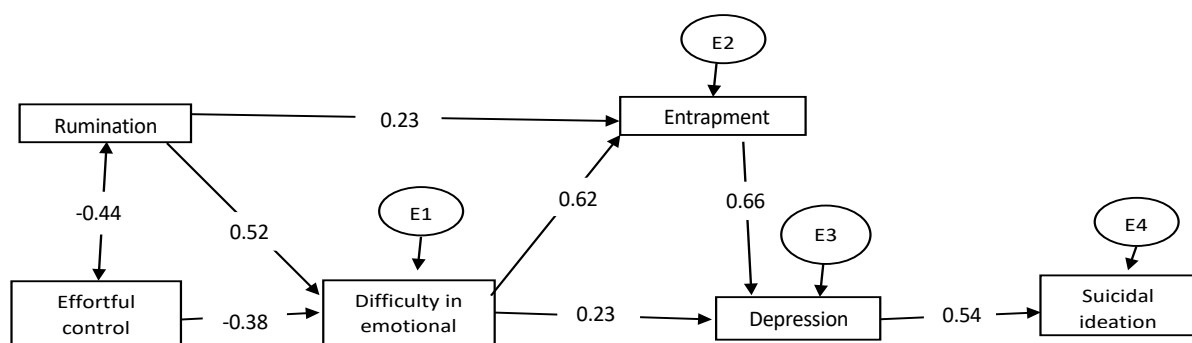 E2
Rumination
0.23
Entrapment
-0.44
0.52
E1
0.62
0.66
E3
E4
Effortful
control
-0.38
Difficulty in
emotional
0.23
Depression
0.54
Suicidal
ideation